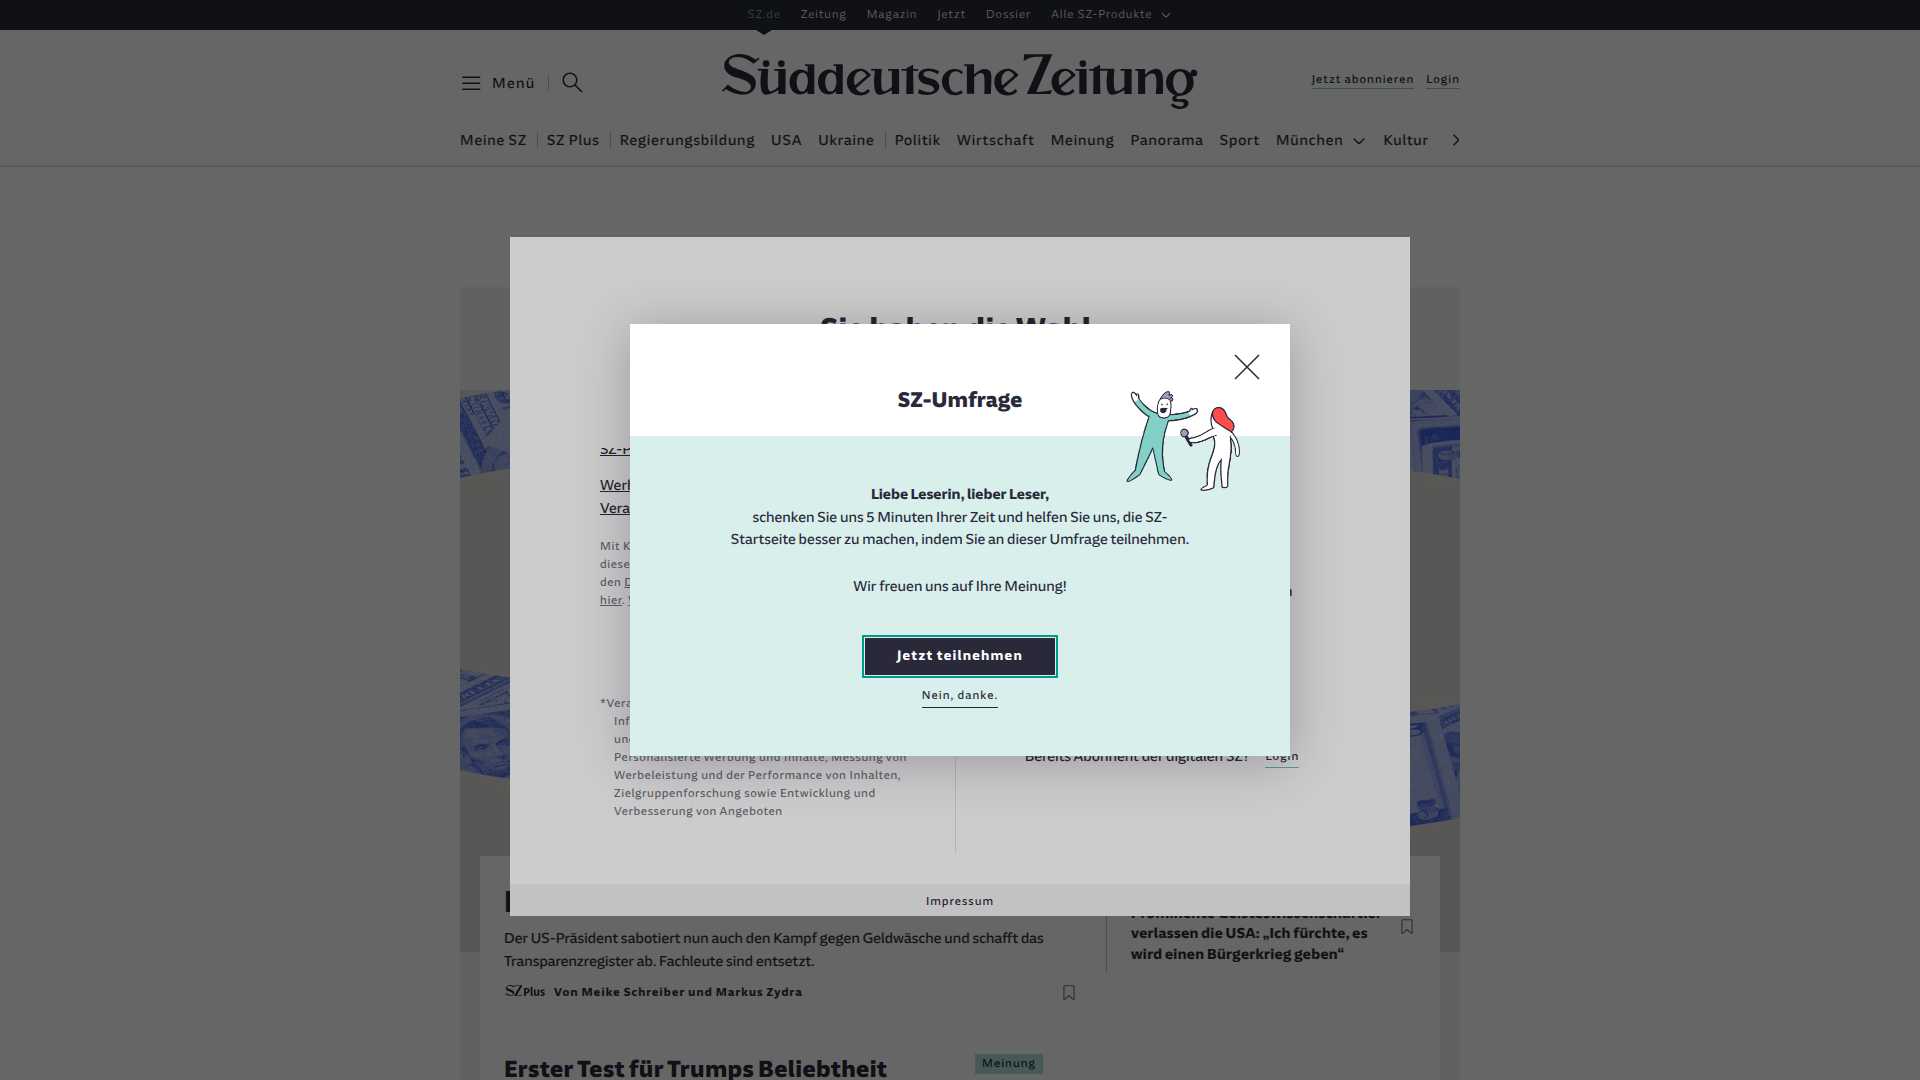 SZ.de Zeitung Magazin Jetzt Dossier Alle SZ-Produkte
Menü
Süddeutsche Zeitung
Jetzt abonnieren Login
Meine SZ SZ Plus Regierungsbildung USA Ukraine Politik Wirtschaft Meinung Panorama Sport München Kultur
SZ-Umfrage
Liebe Leserin, lieber Leser,
schenken Sie uns 5 Minuten Ihrer Zeit und helfen Sie uns, die SZ-
Startseite besser zu machen, indem Sie an dieser Umfrage teilnehmen.
Wir freuen uns auf Ihre Meinung!
Jetzt teilnehmen
Nein, danke.
Mit K
diese
den D
hier.
*Vera
Inf
Personalisierte Werbung und Inhalte, Messung von
Werbeleistung und der Performance von Inhalten,
Zielgruppenforschung sowie Entwicklung und
Verbesserung von Angeboten
Bereits Abonnent der digitalen SZ? Login
Impressum
Der US-Präsident sabotiert nun auch den Kampf gegen Geldwäsche und schafft das
Transparenzregister ab. Fachleute sind entsetzt.
SZ Plus Von Meike Schreiber und Markus Zydra
Prominente Geisteswissenschaftler
verlassen die USA: „Ich fürchte, es
wird einen Bürgerkrieg geben“
Erster Test für Trumps Beliebtheit
Meinung